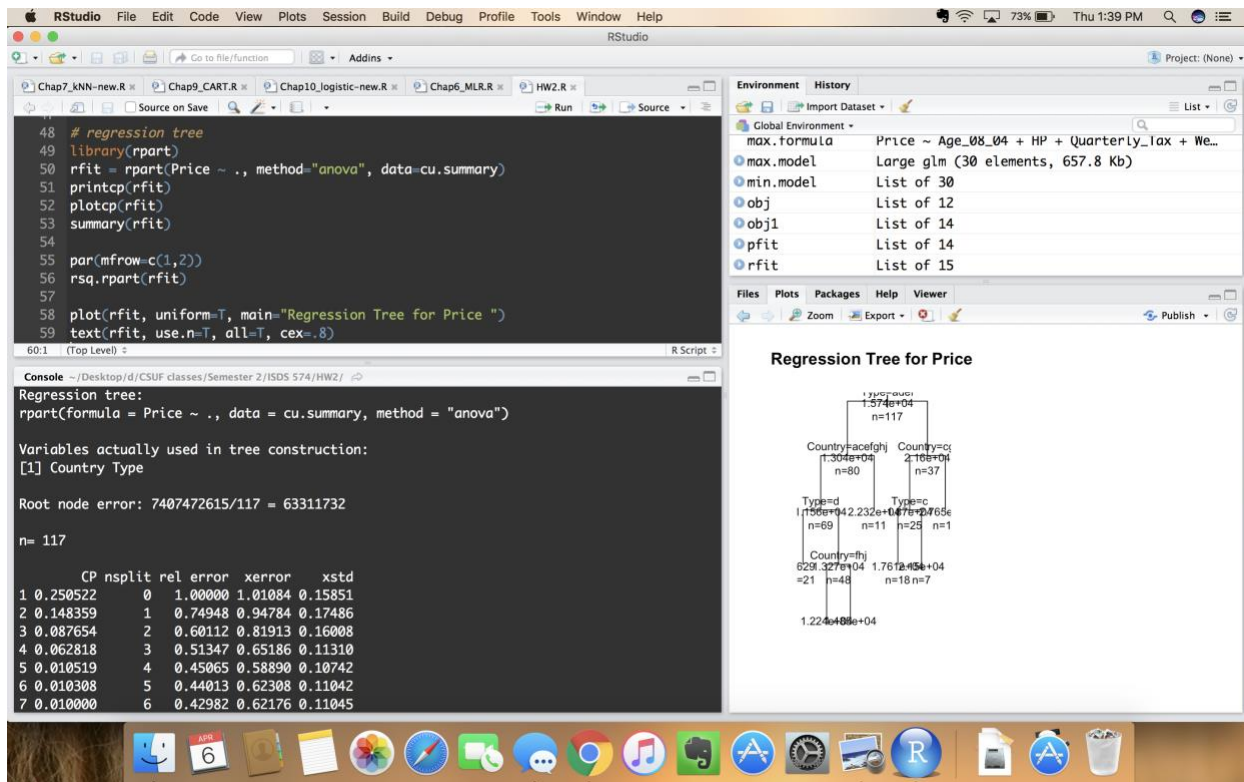 RStudio File Edit Code View Plots Session Build Debug Profile Tools Window Help 73% Thu 1:39 PM
RStudio
Go to file/function Addins Project: (None)
Chap7_kNN-new.R Chap9_CART.R Chap10_logistic-new.R Chap6_MLR.R HW2.R
Source on Save Run Source
48 # regression tree
49 library(rpart)
50 rfit = rpart(Price ~ ., method="anova", data=cu.summary)
51 printcp(rfit)
52 plotcp(rfit)
53 summary(rfit)
54
55 par(mfrow=c(1,2))
56 rsq.rpart(rfit)
57
58 plot(rfit, uniform=T, main="Regression Tree for Price ")
59 text(rfit, use.n=T, all=T, cex=.8)
60:1 (Top Level) R Script
Console ~/Desktop/d/CSUF classes/Semester 2/ISDS 574/HW2/
Regression tree:
rpart(formula = Price ~ ., data = cu.summary, method = "anova")
Variables actually used in tree construction:
[1] Country Type
Root node error: 7407472615/117 = 63311732
n= 117
CP nsplit rel error xerror xstd
1 0.250522 0 1.00000 1.01084 0.15851
2 0.148359 1 0.74948 0.94784 0.17486
3 0.087654 2 0.60112 0.81913 0.16008
4 0.062818 3 0.51347 0.65186 0.11310
5 0.010519 4 0.45065 0.58890 0.10742
6 0.010308 5 0.44013 0.62308 0.11042
7 0.010000 6 0.42982 0.62176 0.11045
Environment History
Import Dataset List
Global Environment
max.formula Price ~ Age_08_04 + HP + Quarterly_Tax + We…
max.model Large glm (30 elements, 657.8 Kb)
min.model List of 30
obj List of 12
obj1 List of 14
pfit List of 14
rfit List of 15
Files Plots Packages Help Viewer
Zoom Export Publish
Regression Tree for Price
1.574e+04
n=117
Country=acefghj Country=cg
1.304e+04 2.16e+04
n=80 n=37
Type=d Type=c
n=69 n=11 n=25 n=1
Country=fhj
=21 n=48 n=18 n=7
APR
6
R